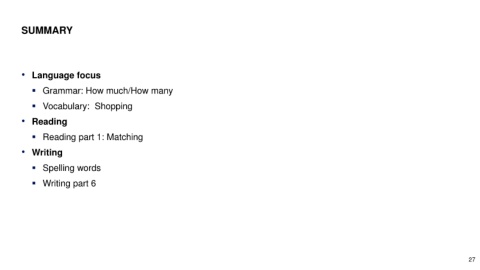 SUMMARY
• Language focus
▪ Grammar: How much/How many
▪ Vocabulary: Shopping
• Reading
▪ Reading part 1: Matching
• Writing
▪ Spelling words
▪ Writing part 6
27